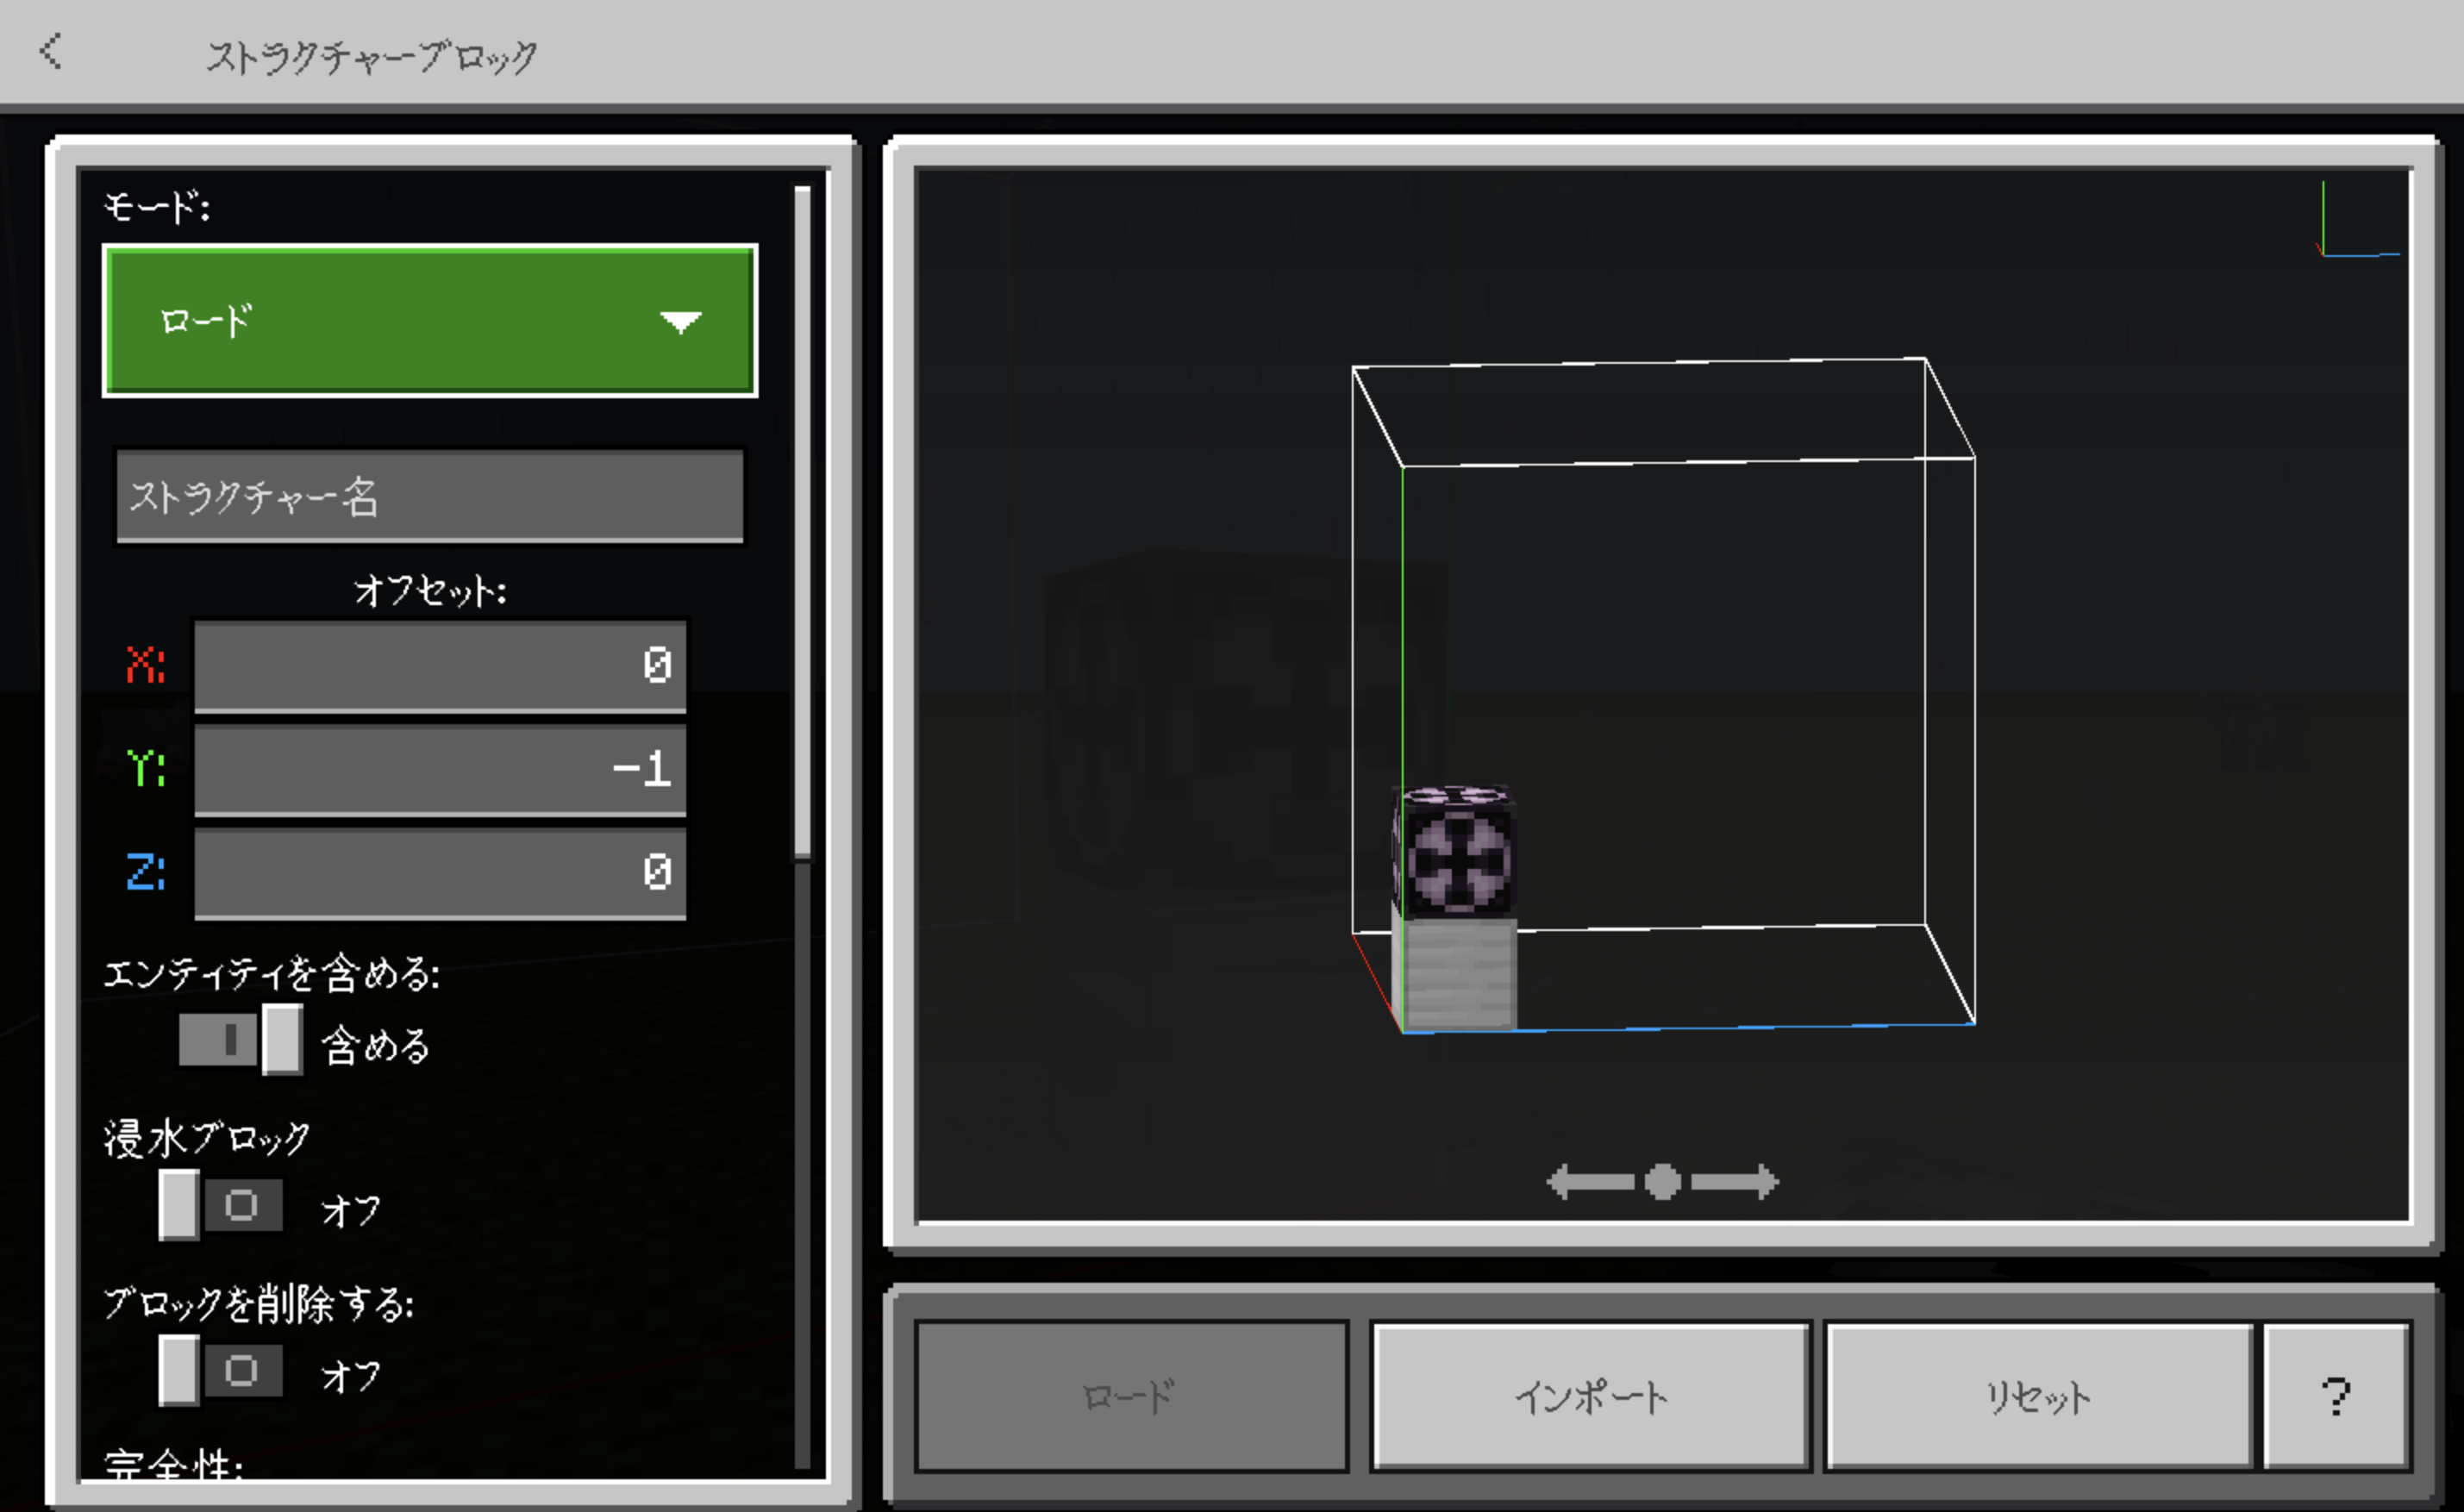 ストラクチャーブロック
モード:
ロード
ストラクチャー名
オフセット:
X: 0
Y: -1
Z: 0
エンティティを含める:
含める
浸水ブロック
オフ
ブロックを削除する:
オフ
完全性:
ロード
インポート
リセット
?